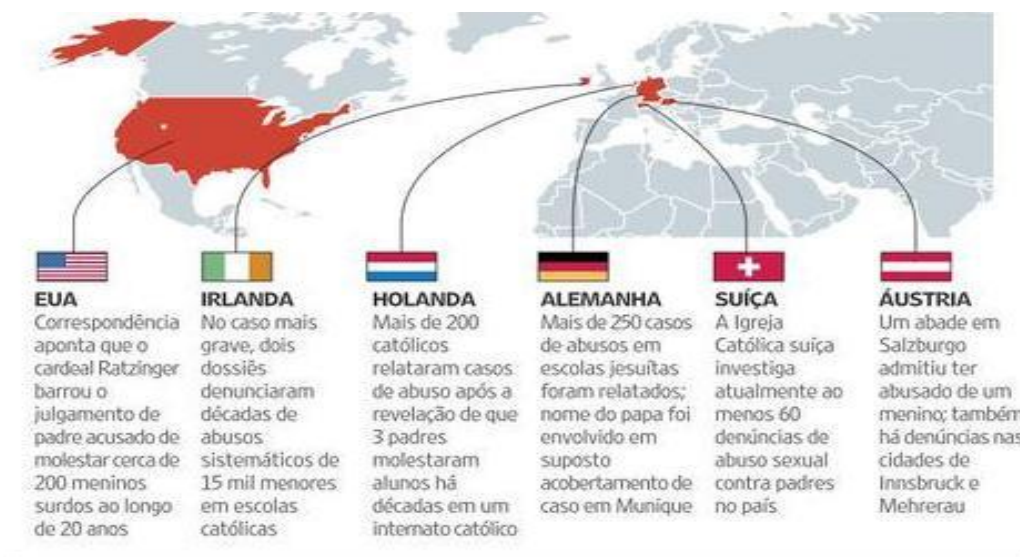 EUA
Correspondência
aponta que o
cardeal Ratzinger
barrou o
julgamento de
padre acusado de
molestar cerca de
200 meninos
surdos ao longo
de 20 anos
IRLANDA
No caso mais
grave, dois
dossiês
denunciaram
décadas de
abusos
sistemáticos de
15 mil menores
em escolas
católicas
HOLANDA
Mais de 200
católicos
relataram casos
de abuso após a
revelação de que
3 padres
molestaram
alunos há
décadas em um
internato católico
ALEMANHA
Mais de 250 casos
de abusos em
escolas jesuítas
foram relatados;
nome do papa foi
envolvido em
suposto
acobertamento de
caso em Munique
SUÍÇA
A Igreja
Católica suíça
investiga
atualmente ao
menos 60
denúncias de
abuso sexual
contra padres
no país
ÁUSTRIA
Um abade em
Salzburgo
admitiu ter
abusado de um
menino; também
há denúncias nas
cidades de
Innsbruck e
Mehrerau